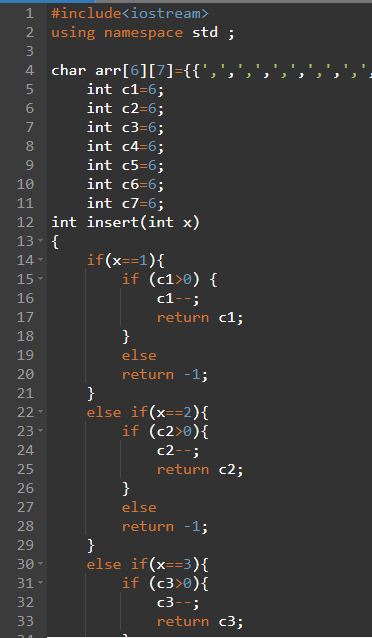 1 #include<iostream>
2 using namespace std ;
3
4 char arr[6][7]={{',',',',',',',',',','
5 int c1=6;
6 int c2=6;
7 int c3=6;
8 int c4=6;
9 int c5=6;
10 int c6=6;
11 int c7=6;
12 int insert(int x)
13 {
14 if(x==1){
15 if (c1>0) {
16 c1--;
17 return c1;
18 }
19 else
20 return -1;
21 }
22 else if(x==2){
23 if (c2>0){
24 c2--;
25 return c2;
26 }
27 else
28 return -1;
29 }
30 else if(x==3){
31 if (c3>0){
32 c3--;
33 return c3;